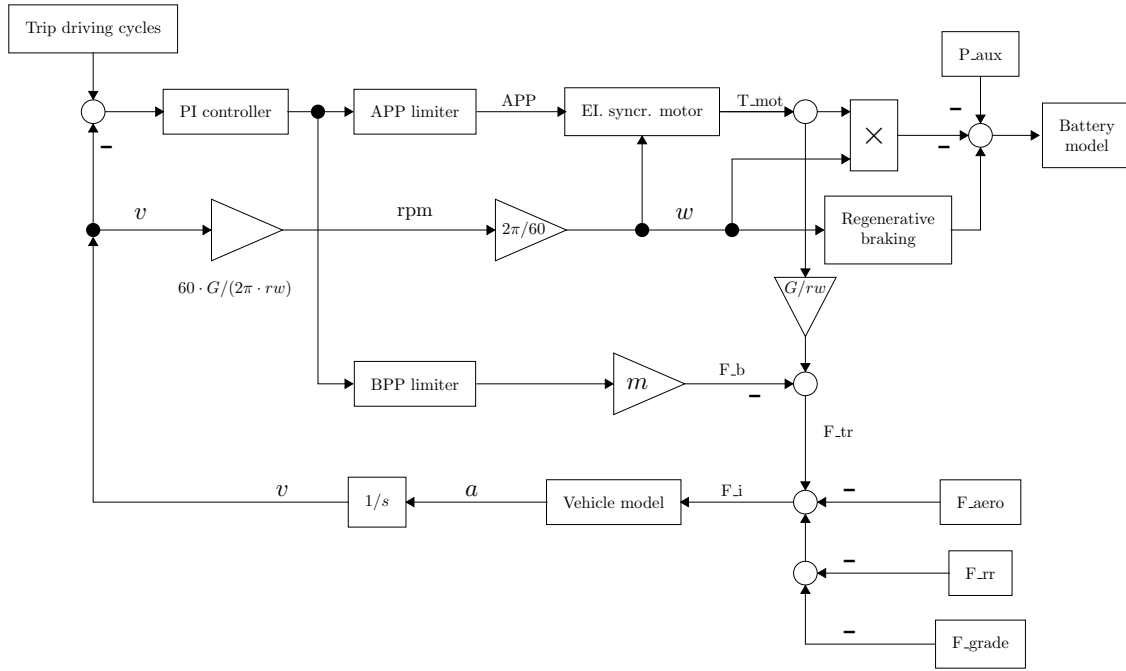 Trip driving cycles
P_aux
PI controller
APP limiter
APP
EI. syncr. motor
T_mot
×
Battery
model
−
−
−
v
rpm
2π/60
w
Regenerative
braking
60 · G/(2π · rw)
G/rw
BPP limiter
m
F_b
−
F_tr
v
1/s
a
Vehicle model
F_i
−
F_aero
−
F_rr
−
F_grade